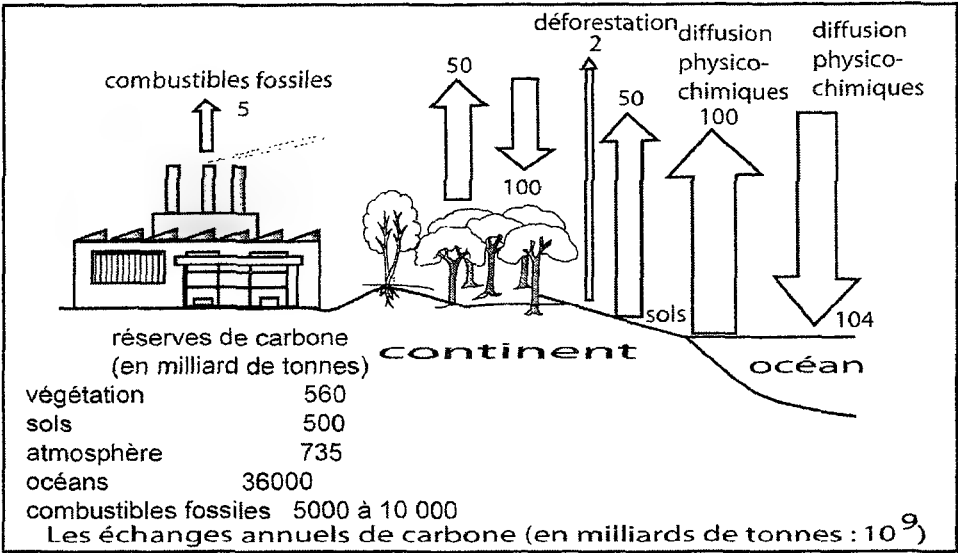 combustibles fossiles
5
50
100
déforestation
2
50
sols
diffusion
physico-
chimiques
100
diffusion
physico-
chimiques
104
continent
océan
réserves de carbone
(en milliard de tonnes)
végétation 560
sols 500
atmosphère 735
océans 36000
combustibles fossiles 5000 à 10 000
Les échanges annuels de carbone (en milliards de tonnes : 10⁹)